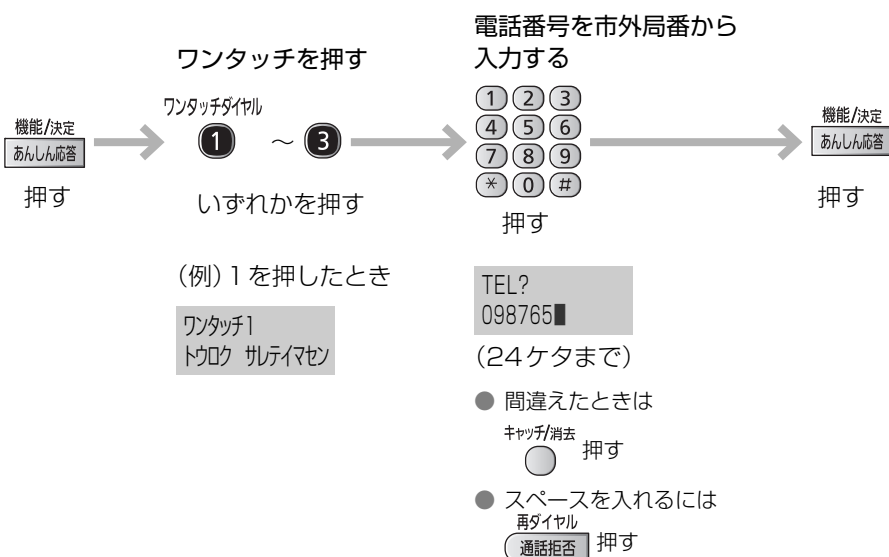 機能/決定
あんしん応答
押す
ワンタッチを押す
ワンタッチダイヤル
1 ～ 3
いずれかを押す
(例)1を押したとき
ワンタッチ1
トウロク サレテイマセン
電話番号を市外局番から
入力する
1 2 3
4 5 6
7 8 9
* 0 #
押す
TEL?
098765
(24ケタまで)
● 間違えたときは
キャッチ/消去
押す
● スペースを入れるには
再ダイヤル
通話拒否 押す
機能/決定
あんしん応答
押す